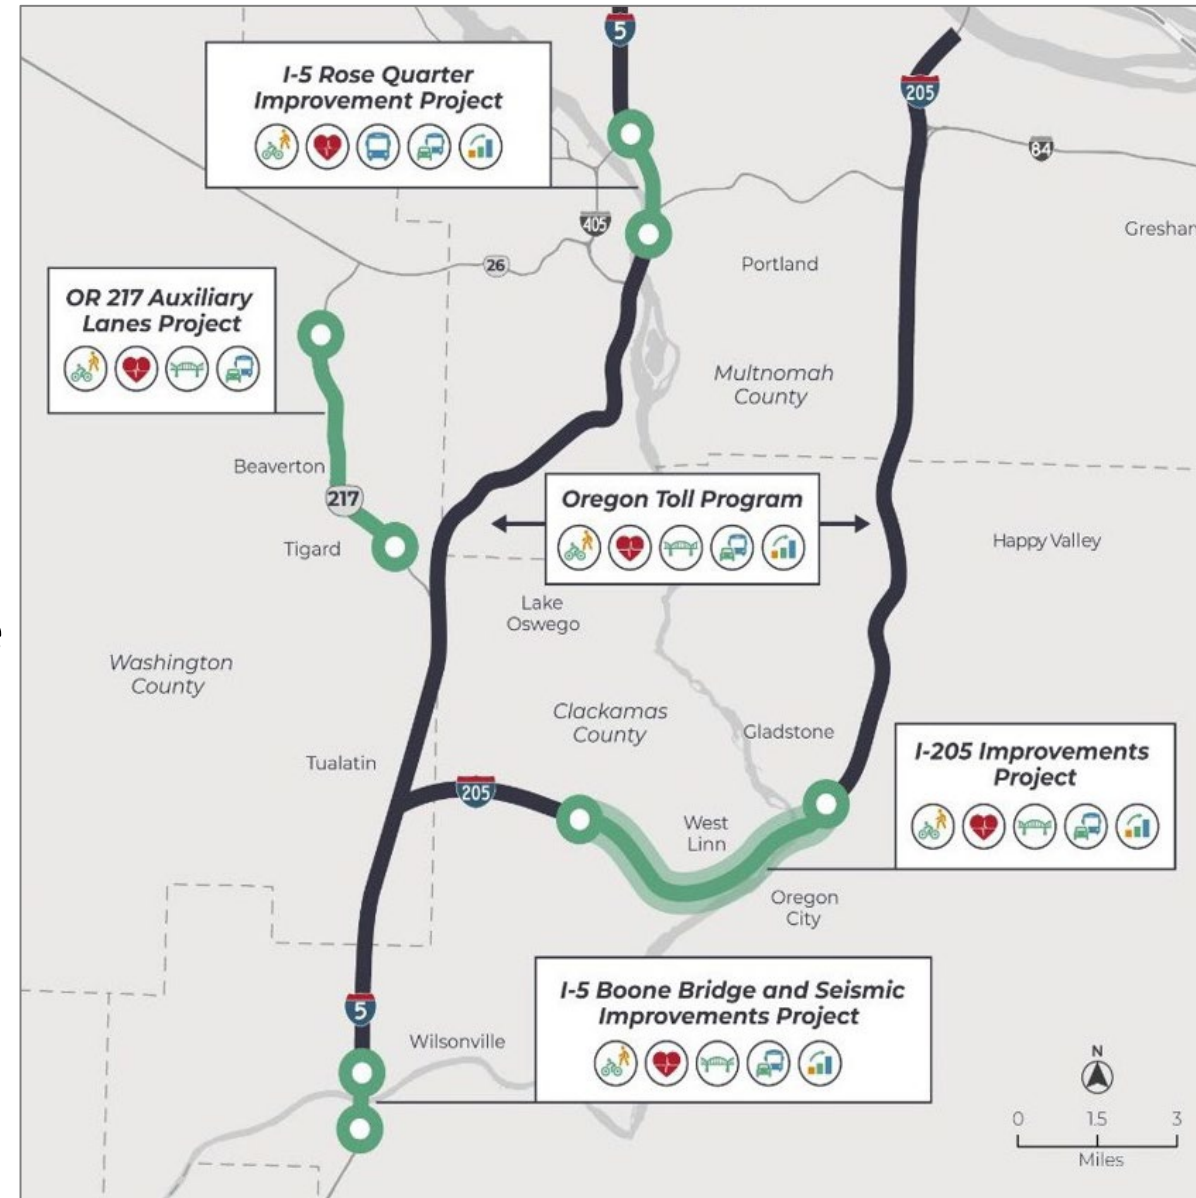 5
I-5 Rose Quarter
Improvement Project
205
84
405
Gresham
26
Portland
OR 217 Auxiliary
Lanes Project
Multnomah
County
Beaverton
217
Oregon Toll Program
Tigard
Happy Valley
Lake
Oswego
Washington
County
Clackamas
County
Gladstone
I-205 Improvements
Project
Tualatin
205
West
Linn
Oregon
City
I-5 Boone Bridge and Seismic
Improvements Project
5
Wilsonville
N
0 1.5 3
Miles